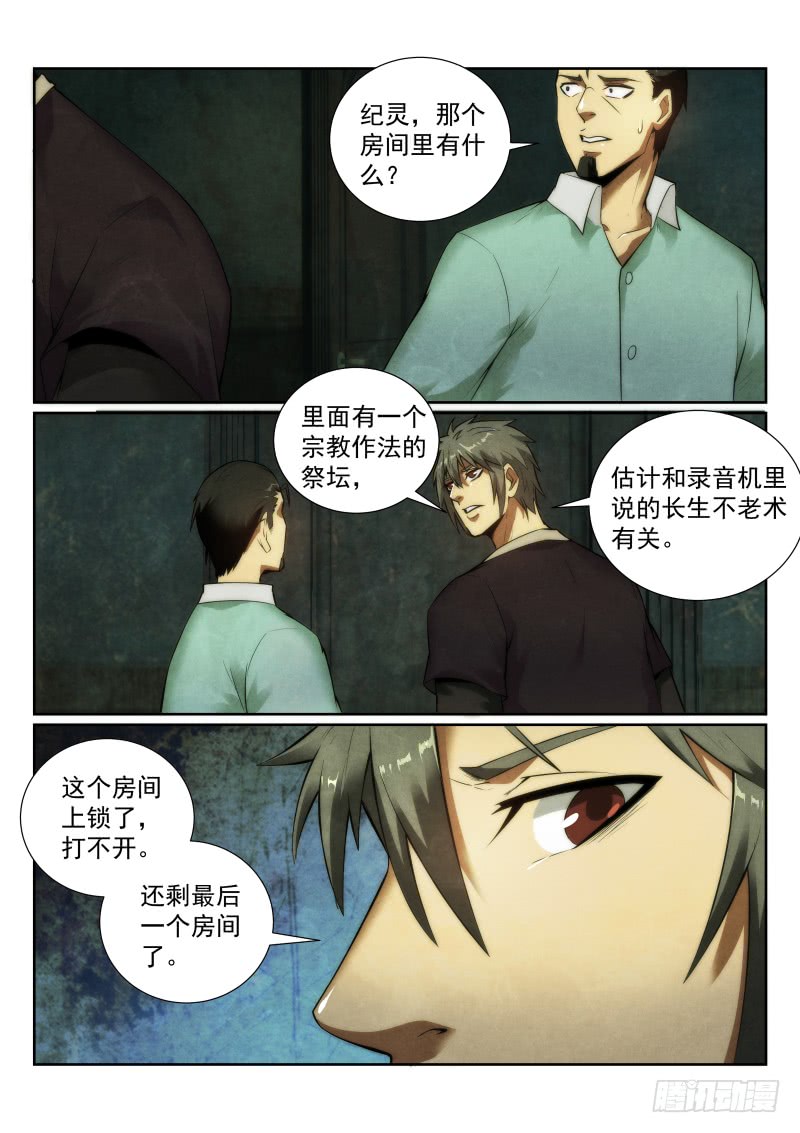 纪灵，那个
房间里有什
么？
里面有一个
宗教作法的
祭坛，
估计和录音机里
说的长生不老术
有关。
这个房间
上锁了，
打不开。
还剩最后
一个房间
了。
腾讯动漫